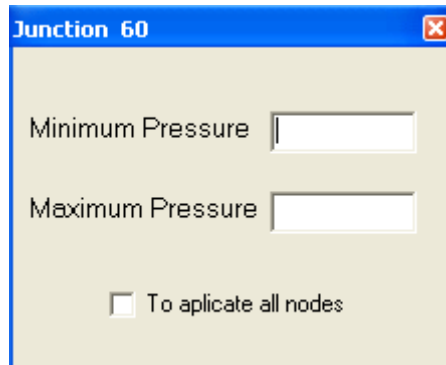 Junction 60
Minimum Pressure
Maximum Pressure
To aplicate all nodes